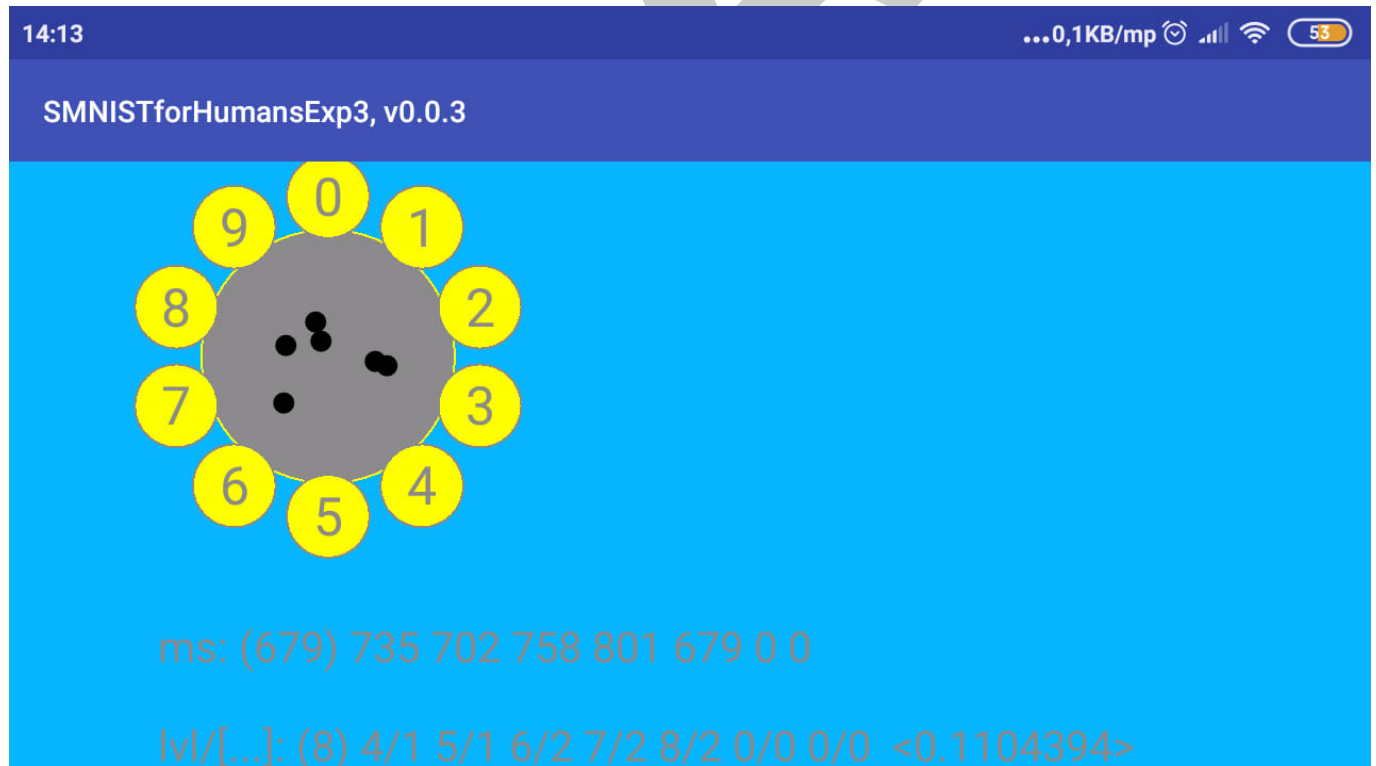 14:13 ...0,1KB/mp 53
SMNISTforHumansExp3, v0.0.3
0
9 1
8 2
7 3
6 4
5
ms: (679) 735 702 758 801 679 0 0
lvl/[...]: (8) 4/1 5/1 6/2 7/2 8/2 0/0 0/0 <0.1104394>